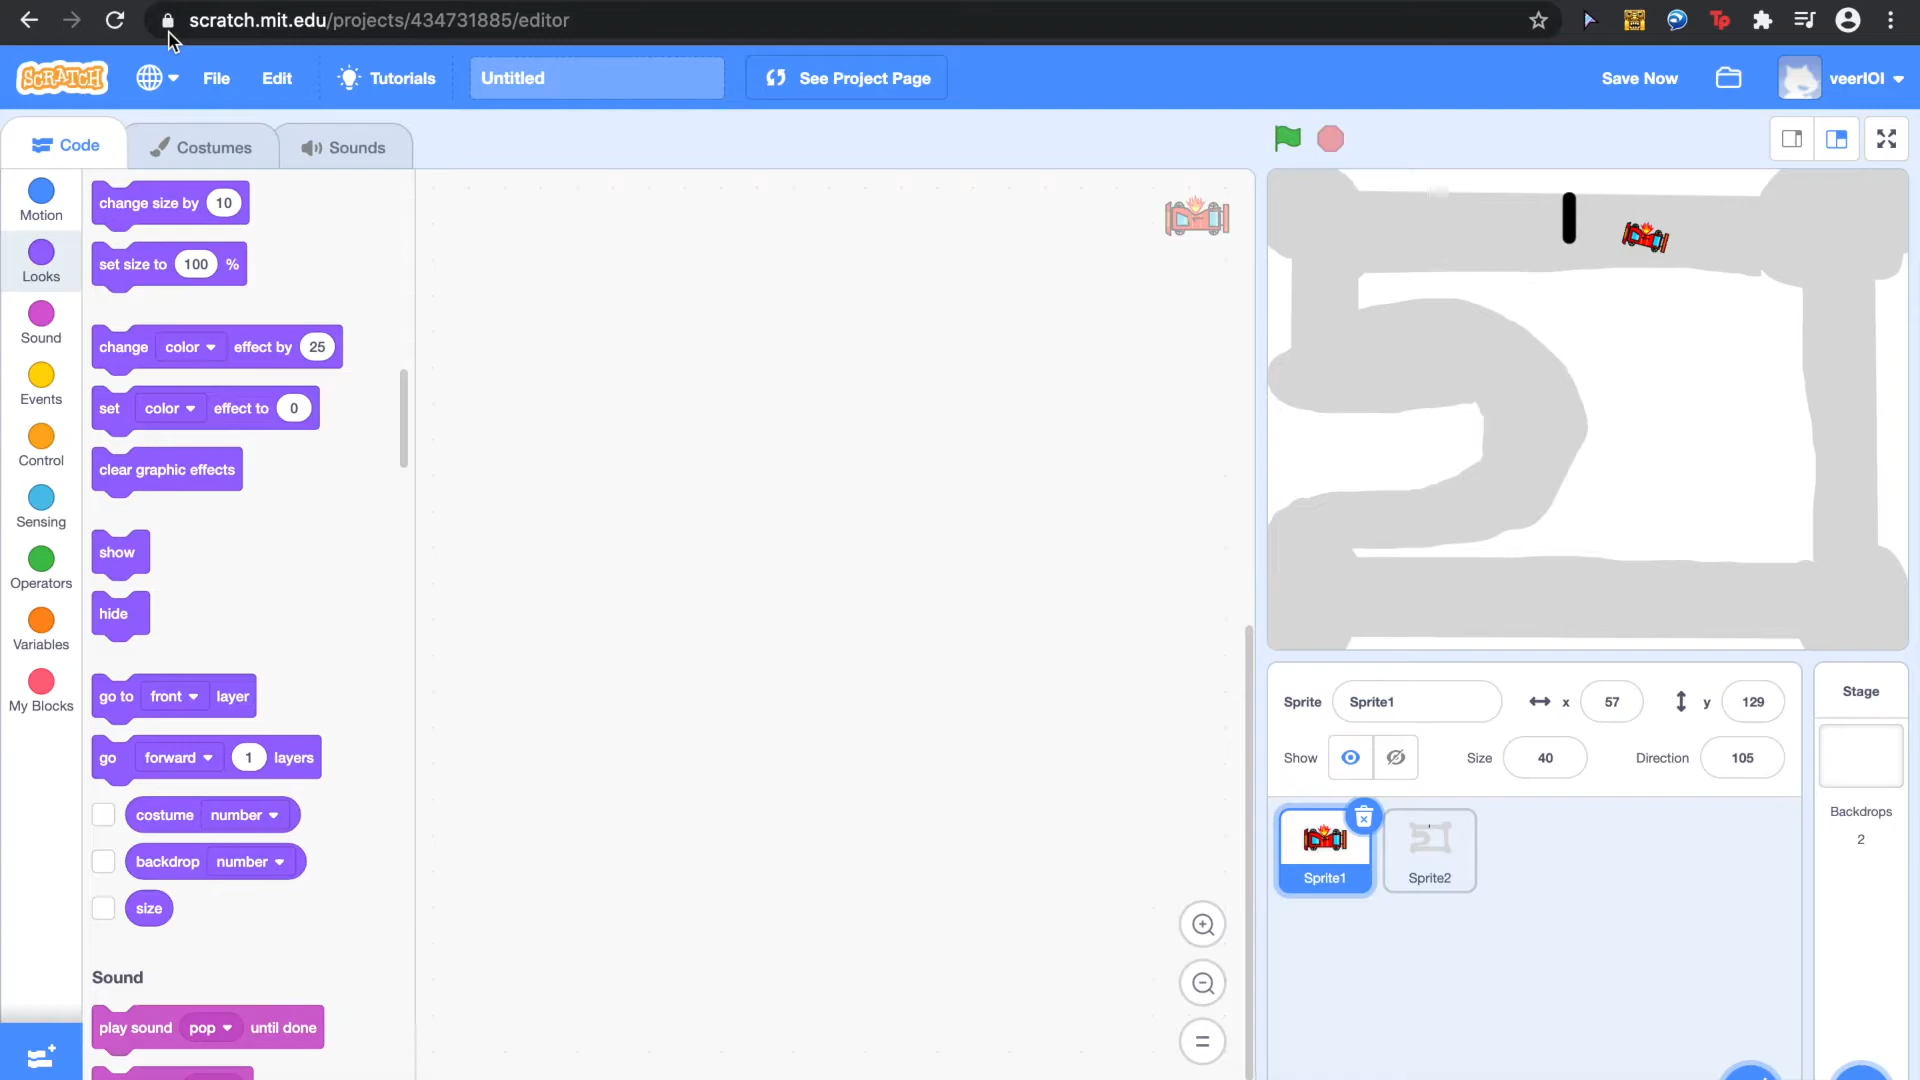 scratch.mit.edu/projects/434731885/editor
SCRATCH
File
Edit
Tutorials
Untitled
See Project Page
Save Now
veerIOI
Code
Costumes
Sounds
Motion
Looks
Sound
Events
Control
Sensing
Operators
Variables
My Blocks
change size by 10
set size to 100 %
change color effect by 25
set color effect to 0
clear graphic effects
show
hide
go to front layer
go forward 1 layers
costume number
backdrop number
size
Sound
play sound pop until done
Sprite Sprite1 x 57 y 129
Show Size 40 Direction 105
Sprite1
Sprite2
Stage
Backdrops
2